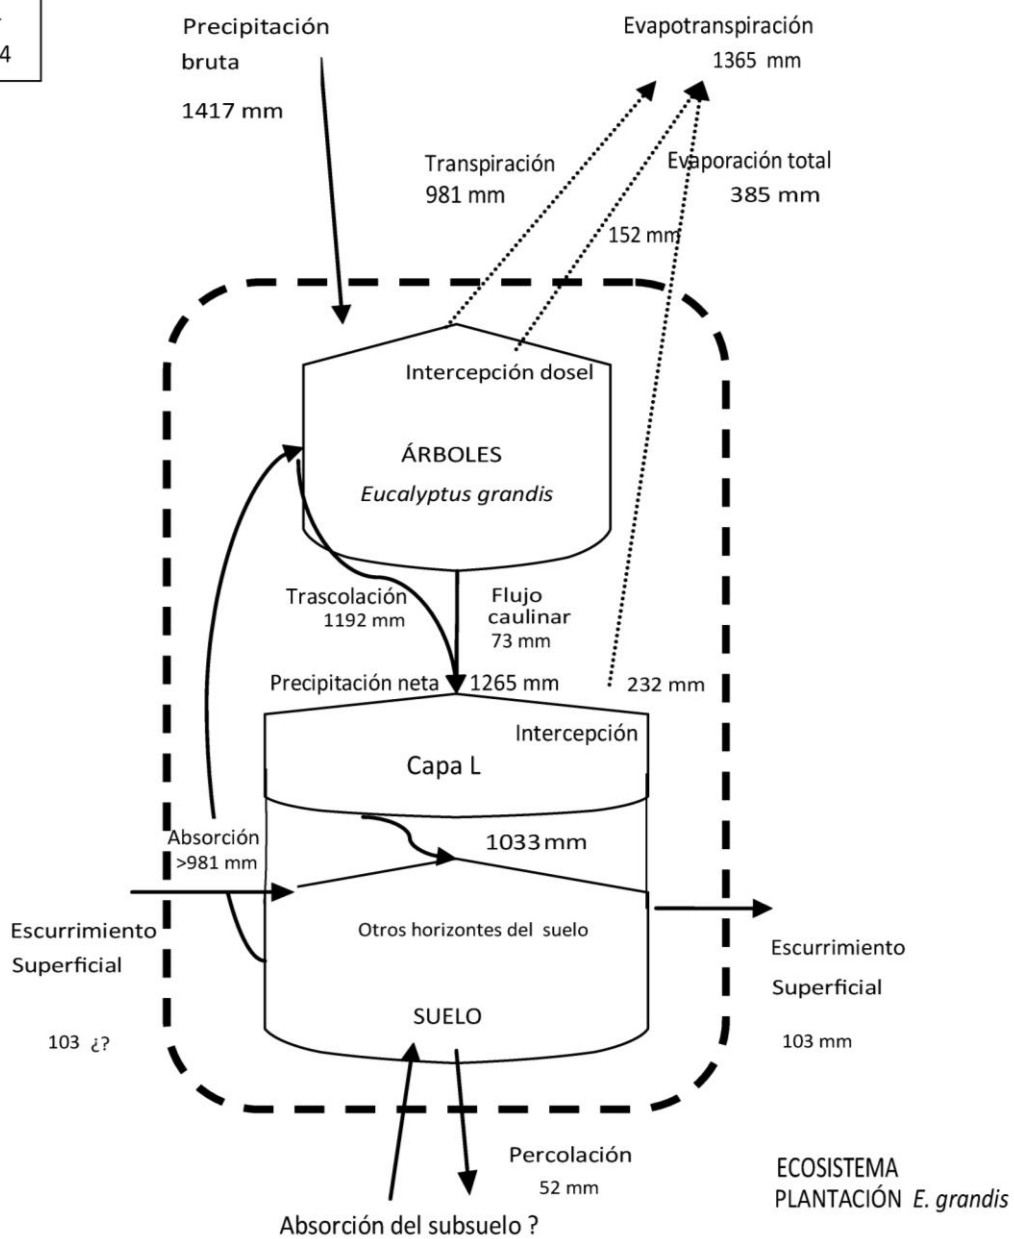 4
Precipitación
bruta
1417 mm
Evapotranspiración
1365 mm
Transpiración
981 mm
Evaporación total
385 mm
152 mm
Intercepción dosel
ÁRBOLES
Eucalyptus grandis
Trascolación
1192 mm
Flujo
caulinar
73 mm
Precipitación neta 1265 mm
232 mm
Intercepción
Capa L
1033 mm
Absorción
>981 mm
Escurrimiento
Superficial
103 ¿?
Otros horizontes del suelo
SUELO
Escurrimiento
Superficial
103 mm
Percolación
52 mm
Absorción del subsuelo ?
ECOSISTEMA
PLANTACIÓN E. grandis